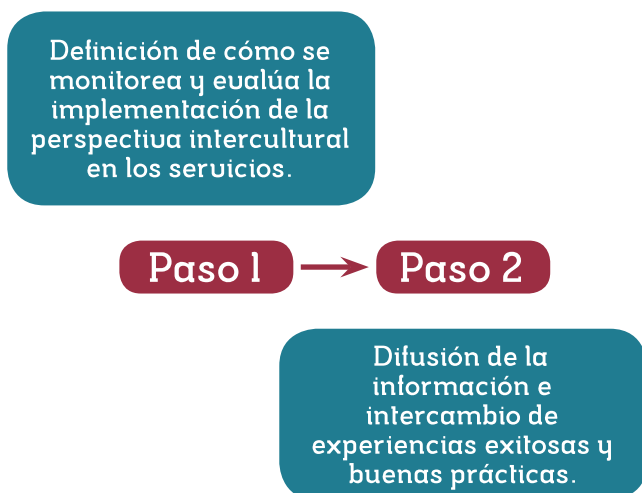 Definición de cómo se
monitorea y evalúa la
implementación de la
perspectiva intercultural
en los servicios.
Paso 1
Paso 2
Difusión de la
información e
intercambio de
experiencias exitosas y
buenas prácticas.